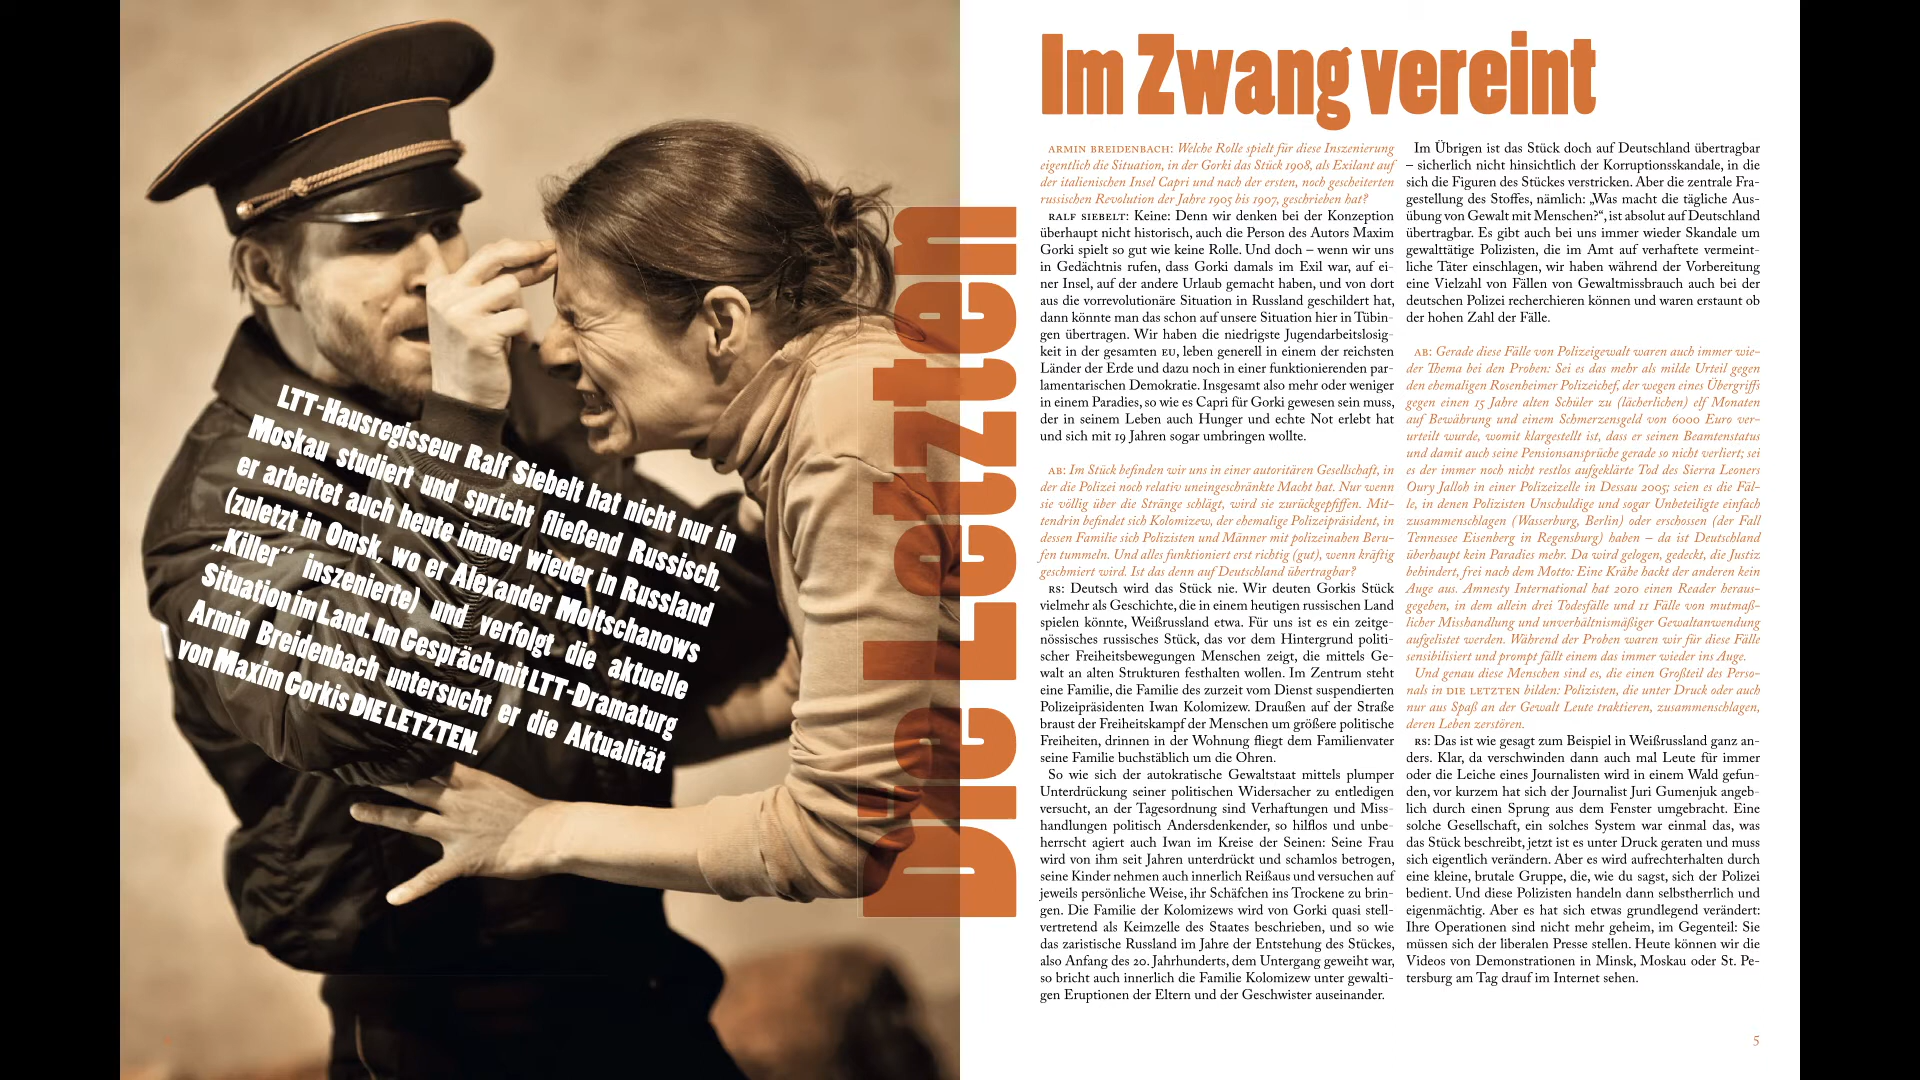 LTT-Hausregisseur Ralf Siebelt hat nicht nur in
Moskau studiert und spricht fließend Russisch,
er arbeitet auch heute immer wieder in Russland
(zuletzt in Omsk, wo er Alexander Moltschanows
„Killer“ inszenierte) und verfolgt die aktuelle
Situation im Land. Im Gespräch mit LTT-Dramaturg
Armin Breidenbach untersucht er die Aktualität
von Maxim Gorkis DIE LETZTEN.
Die Letzten
Im Zwang vereint
ARMIN BREIDENBACH: Welche Rolle spielt für diese Inszenierung
eigentlich die Situation, in der Gorki das Stück 1908, als Exilant auf
der italienischen Insel Capri und nach der ersten, noch gescheiterten
russischen Revolution der Jahre 1905 bis 1907, geschrieben hat?
RALF SIEBELT: Keine: Denn wir denken bei der Konzeption
überhaupt nicht historisch, auch die Person des Autors Maxim
Gorki spielt so gut wie keine Rolle. Und doch – wenn wir uns
in Gedächtnis rufen, dass Gorki damals im Exil war, auf ei-
ner Insel, auf der andere Urlaub gemacht haben, und von dort
aus die vorrevolutionäre Situation in Russland geschildert hat,
dann könnte man das schon auf unsere Situation hier in Tübin-
gen übertragen. Wir haben die niedrigste Jugendarbeitslosig-
keit in der gesamten EU, leben generell in einem der reichsten
Länder der Erde und dazu noch in einer funktionierenden par-
lamentarischen Demokratie. Insgesamt also mehr oder weniger
in einem Paradies, so wie es Capri für Gorki gewesen sein muss,
der in seinem Leben auch Hunger und echte Not erlebt hat
und sich mit 19 Jahren sogar umbringen wollte.
AB: Im Stück befinden wir uns in einer autoritären Gesellschaft, in
der die Polizei noch relativ uneingeschränkte Macht hat. Nur wenn
sie völlig über die Stränge schlägt, wird sie zurückgepfiffen. Mit-
tendrin befindet sich Kolomizew, der ehemalige Polizeipräsident, in
dessen Familie sich Polizisten und Männer mit polizeinahen Beru-
fen tummeln. Und alles funktioniert erst richtig (gut), wenn kräftig
geschmiert wird. Ist das denn auf Deutschland übertragbar?
RS: Deutsch wird das Stück nie. Wir deuten Gorkis Stück
vielmehr als Geschichte, die in einem heutigen russischen Land
spielen könnte, Weißrussland etwa. Für uns ist es ein zeitge-
nössisches russisches Stück, das vor dem Hintergrund politi-
scher Freiheitsbewegungen Menschen zeigt, die mittels Ge-
walt an alten Strukturen festhalten wollen. Im Zentrum steht
eine Familie, die Familie des zurzeit vom Dienst suspendierten
Polizeipräsidenten Iwan Kolomizew. Draußen auf der Straße
braust der Freiheitskampf der Menschen um größere politische
Freiheiten, drinnen in der Wohnung fliegt dem Familienvater
seine Familie buchstäblich um die Ohren.
So wie sich der autokratische Gewaltstaat mittels plumper
Unterdrückung seiner politischen Widersacher zu entledigen
versucht, an der Tagesordnung sind Verhaftungen und Miss-
handlungen politisch Andersdenkender, so hilflos und unbe-
herrscht agiert auch Iwan im Kreise der Seinen: Seine Frau
wird von ihm seit Jahren unterdrückt und schamlos betrogen,
seine Kinder nehmen auch innerlich Reißaus und versuchen auf
jeweils persönliche Weise, ihr Schäfchen ins Trockene zu brin-
gen. Die Familie der Kolomizews wird von Gorki quasi stell-
vertretend als Keimzelle des Staates beschrieben, und so wie
das zaristische Russland im Jahre der Entstehung des Stückes,
also Anfang des 20. Jahrhunderts, dem Untergang geweiht war,
so bricht auch innerlich die Familie Kolomizew unter gewalti-
gen Eruptionen der Eltern und der Geschwister auseinander.
Im Übrigen ist das Stück doch auf Deutschland übertragbar
– sicherlich nicht hinsichtlich der Korruptionsskandale, in die
sich die Figuren des Stückes verstricken. Aber die zentrale Fra-
gestellung des Stoffes, nämlich: „Was macht die tägliche Aus-
übung von Gewalt mit Menschen?“, ist absolut auf Deutschland
übertragbar. Es gibt auch bei uns immer wieder Skandale um
gewalttätige Polizisten, die im Amt auf verhaftete vermeint-
liche Täter einschlagen, wir haben während der Vorbereitung
eine Vielzahl von Fällen von Gewaltmissbrauch auch bei der
deutschen Polizei recherchieren können und waren erstaunt ob
der hohen Zahl der Fälle.
AB: Gerade diese Fälle von Polizeigewalt waren auch immer wie-
der Thema bei den Proben: Sei es das mehr als milde Urteil gegen
den ehemaligen Rosenheimer Polizeichef, der wegen eines Übergriffs
gegen einen 15 Jahre alten Schüler zu (lächerlichen) elf Monaten
auf Bewährung und einem Schmerzensgeld von 6000 Euro ver-
urteilt wurde, womit klargestellt ist, dass er seinen Beamtenstatus
und damit auch seine Pensionsansprüche gerade so nicht verliert; sei
es der immer noch nicht restlos aufgeklärte Tod des Sierra Leoners
Oury Jalloh in einer Polizeizelle in Dessau 2005; seien es die Fäl-
le, in denen Polizisten Unschuldige und sogar Unbeteiligte einfach
zusammenschlagen (Wasserburg, Berlin) oder erschossen (der Fall
Tennessee Eisenberg in Regensburg) haben – da ist Deutschland
überhaupt kein Paradies mehr. Da wird gelogen, gedeckt, die Justiz
behindert, frei nach dem Motto: Eine Krähe hackt der anderen kein
Auge aus. Amnesty International hat 2010 einen Reader heraus-
gegeben, in dem allein drei Todesfälle und 11 Fälle von mutmaß-
licher Misshandlung und unverhältnismäßiger Gewaltanwendung
aufgelistet werden. Während der Proben waren wir für diese Fälle
sensibilisiert und prompt fällt einem das immer wieder ins Auge.
Und genau diese Menschen sind es, die einen Großteil des Perso-
nals in DIE LETZTEN bilden: Polizisten, die unter Druck oder auch
nur aus Spaß an der Gewalt Leute traktieren, zusammenschlagen,
deren Leben zerstören.
RS: Das ist wie gesagt zum Beispiel in Weißrussland ganz an-
ders. Klar, da verschwinden dann auch mal Leute für immer
oder die Leiche eines Journalisten wird in einem Wald gefun-
den, vor kurzem hat sich der Journalist Juri Gumenjuk angeb-
lich durch einen Sprung aus dem Fenster umgebracht. Eine
solche Gesellschaft, ein solches System war einmal das, was
das Stück beschreibt, jetzt ist es unter Druck geraten und muss
sich eigentlich verändern. Aber es wird aufrechterhalten durch
eine kleine, brutale Gruppe, die, wie du sagst, sich der Polizei
bedient. Und diese Polizisten handeln dann selbstherrlich und
eigenmächtig. Aber es hat sich etwas grundlegend verändert:
Ihre Operationen sind nicht mehr geheim, im Gegenteil: Sie
müssen sich der liberalen Presse stellen. Heute können wir die
Videos von Demonstrationen in Minsk, Moskau oder St. Pe-
tersburg am Tag drauf im Internet sehen.
5